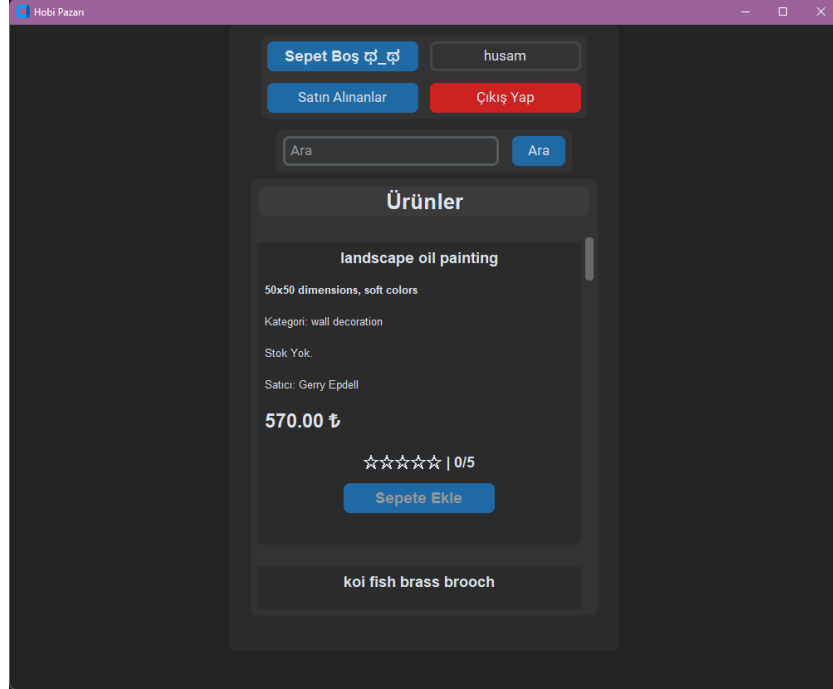 Hobi Pazarı
Sepet Boş ಥ_ಥ
husam
Satın Alınanlar
Çıkış Yap
Ara
Ara
Ürünler
landscape oil painting
50x50 dimensions, soft colors
Kategori: wall decoration
Stok Yok.
Satıcı: Gerry Epdell
570.00 ₺
☆☆☆☆☆ | 0/5
Sepete Ekle
koi fish brass brooch